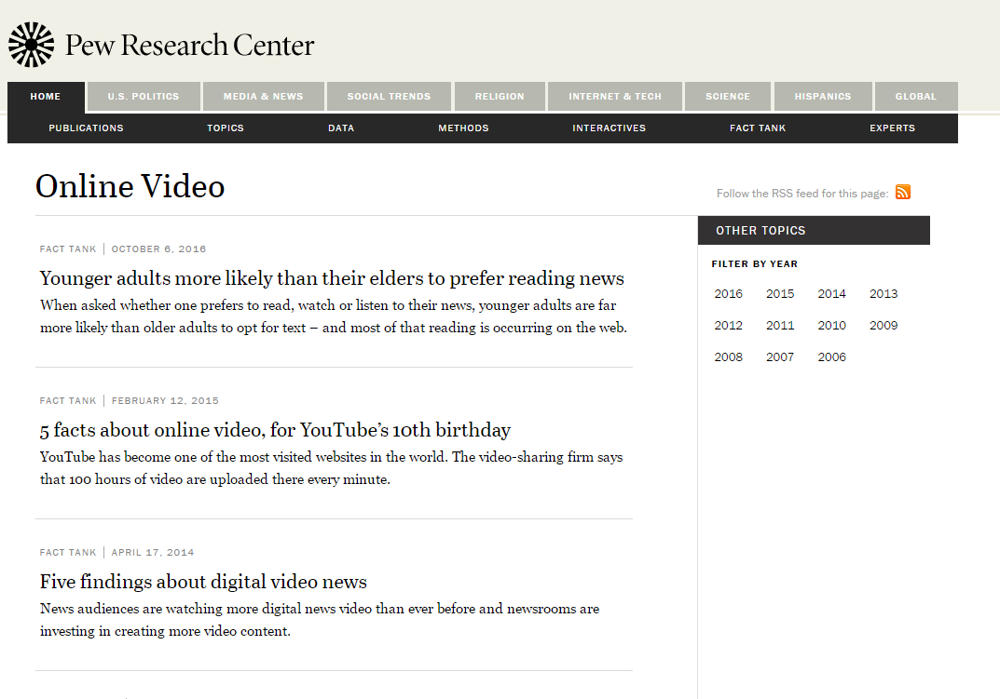 Pew Research Center
HOME U.S. POLITICS MEDIA & NEWS SOCIAL TRENDS RELIGION INTERNET & TECH SCIENCE HISPANICS GLOBAL
PUBLICATIONS TOPICS DATA METHODS INTERACTIVES FACT TANK EXPERTS
Online Video
Follow the RSS feed for this page:
FACT TANK | OCTOBER 6, 2016
Younger adults more likely than their elders to prefer reading news
When asked whether one prefers to read, watch or listen to their news, younger adults are far
more likely than older adults to opt for text – and most of that reading is occurring on the web.
FACT TANK | FEBRUARY 12, 2015
5 facts about online video, for YouTube’s 10th birthday
YouTube has become one of the most visited websites in the world. The video-sharing firm says
that 100 hours of video are uploaded there every minute.
FACT TANK | APRIL 17, 2014
Five findings about digital video news
News audiences are watching more digital news video than ever before and newsrooms are
investing in creating more video content.
OTHER TOPICS
FILTER BY YEAR
2016 2015 2014 2013
2012 2011 2010 2009
2008 2007 2006